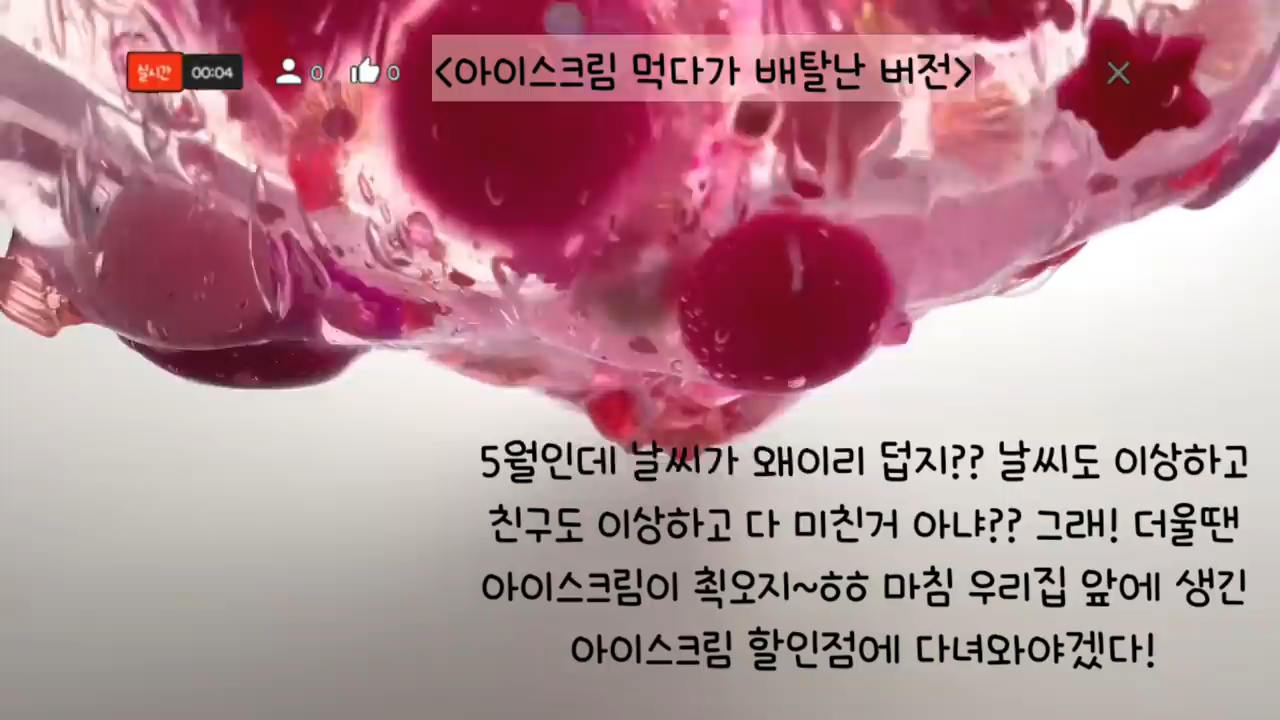 실시간 00:04 0 0 <아이스크림 먹다가 배탈난 버전>
5월인데 날씨가 왜이리 덥지?? 날씨도 이상하고
친구도 이상하고 다 미친거 아냐?? 그래! 더울땐
아이스크림이 쵝오지~ㅎㅎ 마침 우리집 앞에 생긴
아이스크림 할인점에 다녀와야겠다!